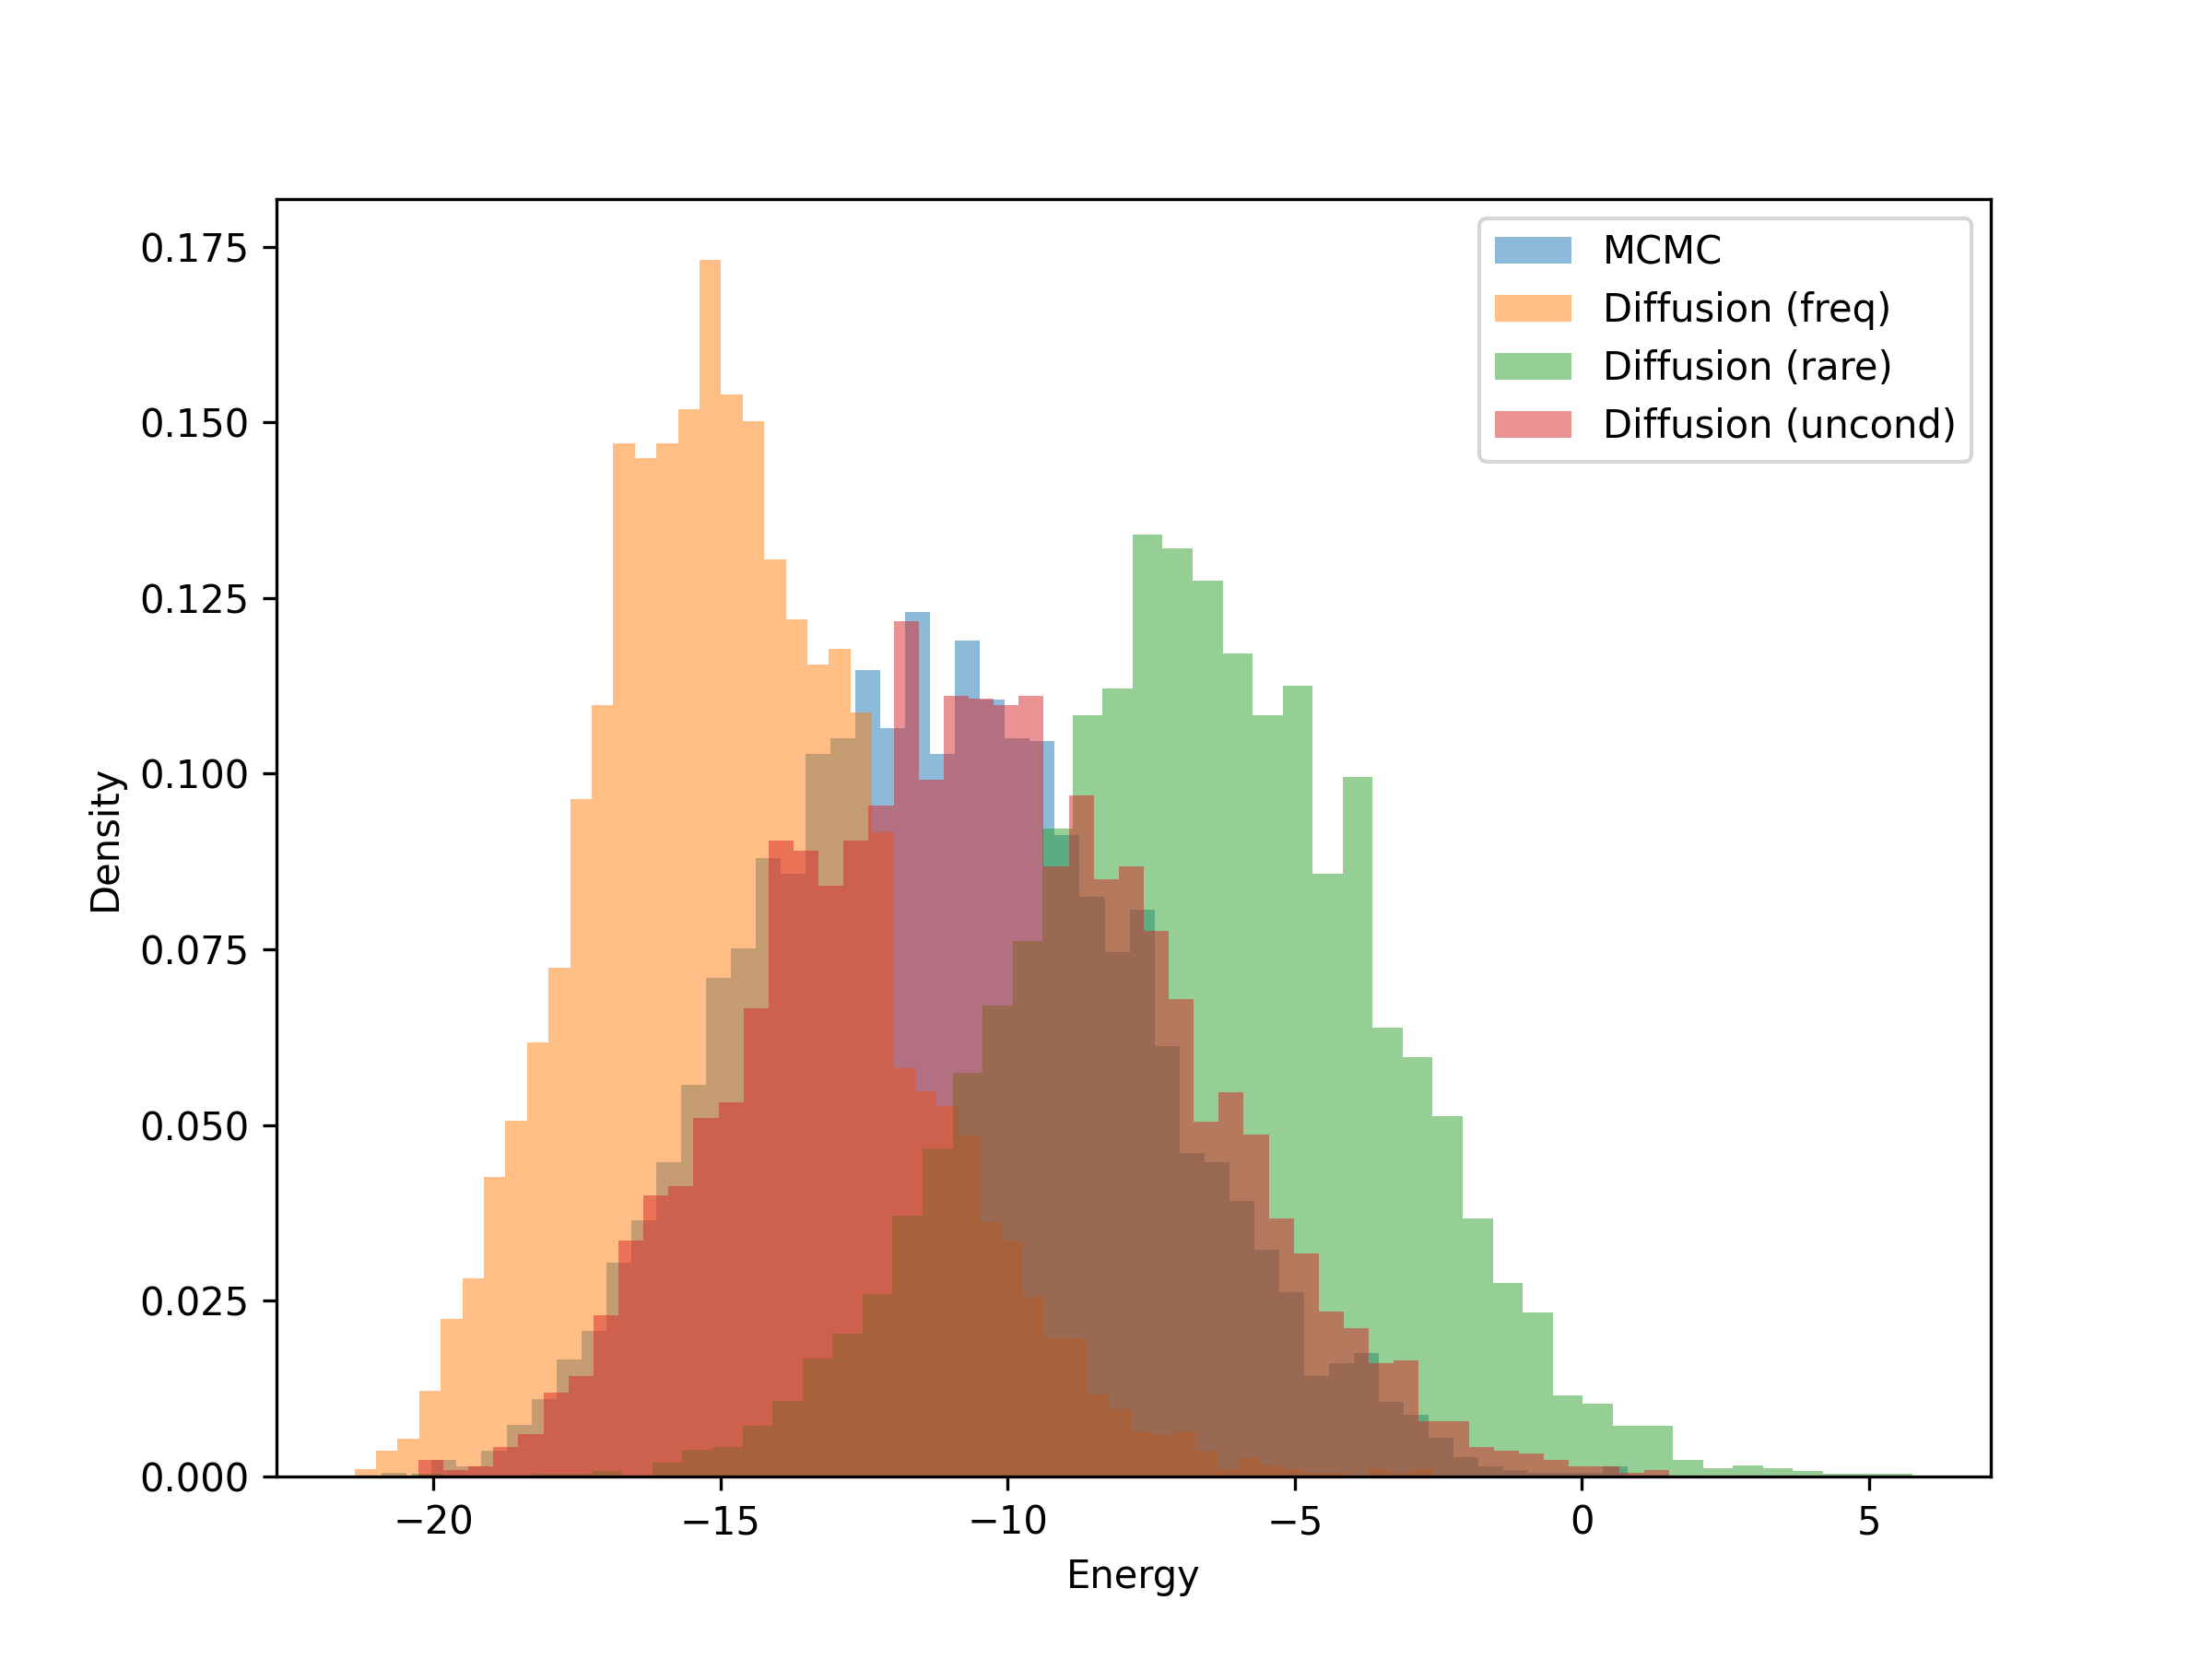 MCMC
Diffusion (freq)
Diffusion (rare)
Diffusion (uncond)
0.175
0.150
0.125
0.100
0.075
0.050
0.025
0.000
Density
−20 −15 −10 −5 0 5
Energy